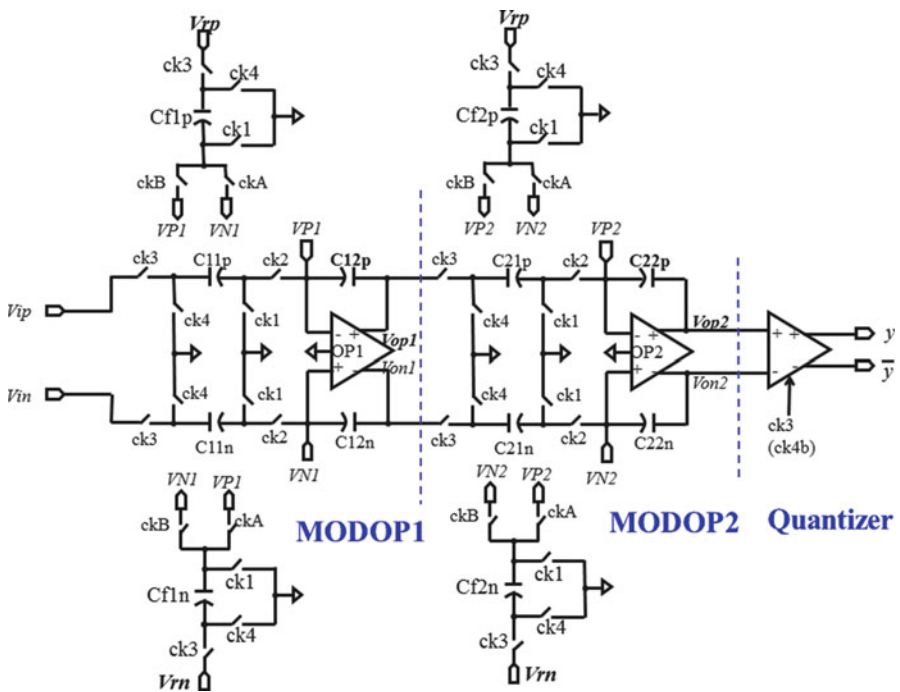 Vrp
ck3
ck4
Cf1p
ck1
ckB
ckA
VP1
VN1
Vrp
ck3
ck4
Cf2p
ck1
ckB
ckA
VP2
VN2
VP1
VP2
ck3
C11p
ck2
C12p
ck3
C21p
ck2
C22p
Vip
ck4
ck1
- +
Vop1
OP1
Von1
+ -
ck4
ck1
ck4
ck1
- +
Vop2
OP2
Von2
+ -
ck4
ck1
+ +
- -
y
y̅
Vin
ck3
C11n
ck2
C12n
ck3
C21n
ck2
C22n
ck3
(ck4b)
VN1
VN2
VN1
VP1
ckB
ckA
MODOP1
VN2
VP2
ckB
ckA
MODOP2
Quantizer
ck1
Cf1n
ck4
ck3
Vrn
ck1
Cf2n
ck4
ck3
Vrn